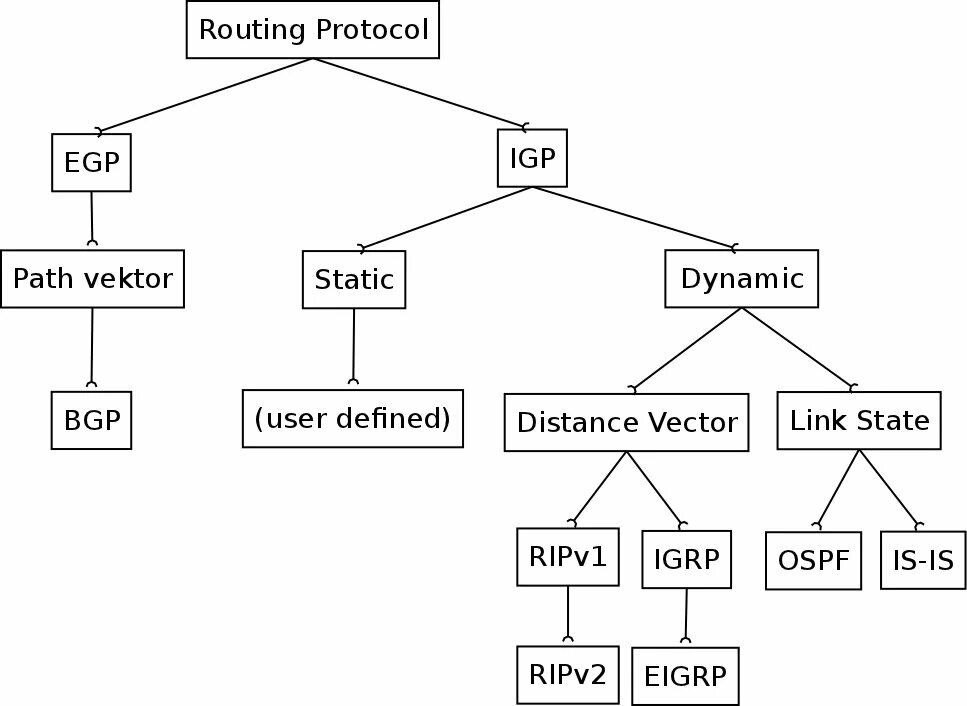 Routing Protocol
EGP
IGP
Path vektor
Static
Dynamic
BGP
(user defined)
Distance Vector
Link State
RIPv1
IGRP
OSPF
IS-IS
RIPv2
EIGRP